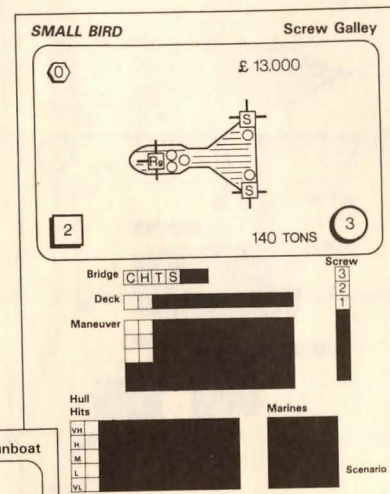 SMALL BIRD Screw Galley
0 £ 13,000
S
R9
S
2 140 TONS 3
Bridge C H T S
Screw
3
2
1
Deck
Maneuver
Hull
Hits
VH
H
M
L
VL
Marines
Scenario
nboat